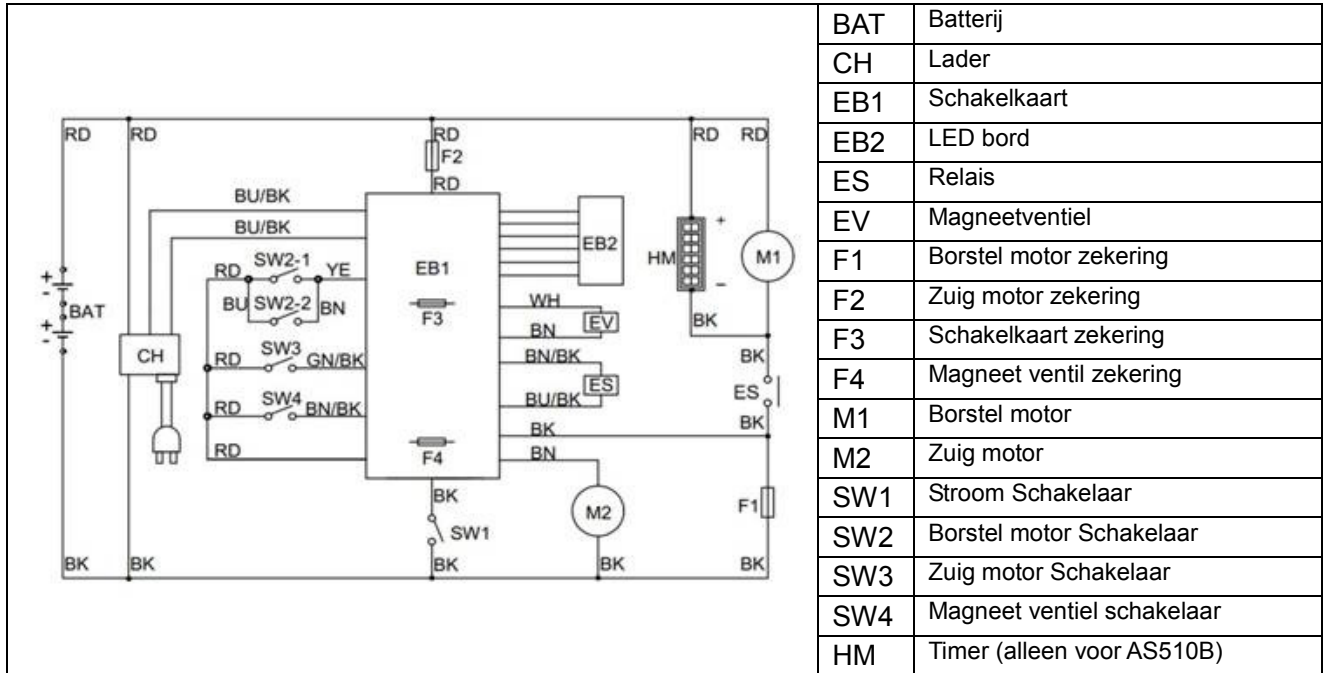 RD RD RD RD RD
F2
RD
BU/BK
BU/BK
SW2-1
RD YE
EB1
EB2
+
HM
M1
BU SW2-2 BN
F3
WH
EV
-
+
-
BAT
+
-
BN
BK
CH
SW3
RD GN/BK
BN/BK
BK
ES
ES
SW4
RD BN/BK
BU/BK
BK
RD
F4
BK
BN
BK
M2
F1
SW1
BK BK BK BK BK
BAT Batterij
CH Lader
EB1 Schakelkaart
EB2 LED bord
ES Relais
EV Magneetventiel
F1 Borstel motor zekering
F2 Zuig motor zekering
F3 Schakelkaart zekering
F4 Magneet ventil zekering
M1 Borstel motor
M2 Zuig motor
SW1 Stroom Schakelaar
SW2 Borstel motor Schakelaar
SW3 Zuig motor Schakelaar
SW4 Magneet ventiel schakelaar
HM Timer (alleen voor AS510B)